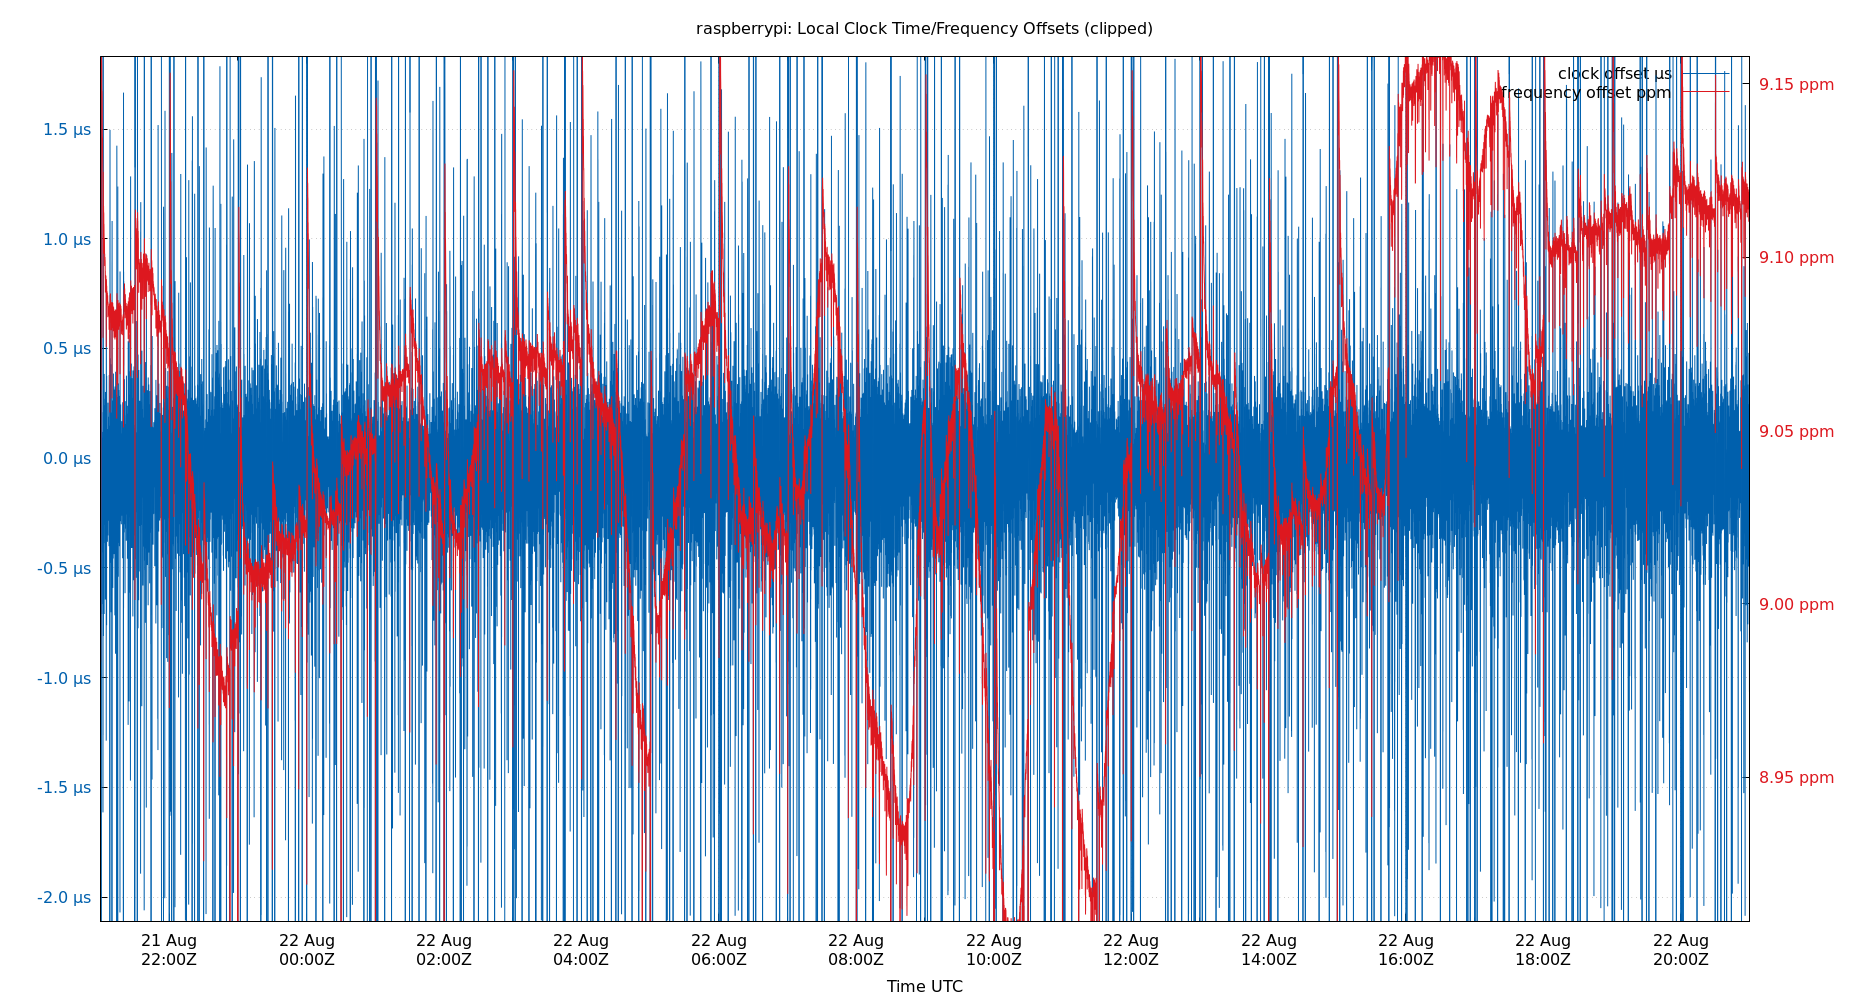 raspberrypi: Local Clock Time/Frequency Offsets (clipped)
clock offset µs
frequency offset ppm
1.5 µs
1.0 µs
0.5 µs
0.0 µs
-0.5 µs
-1.0 µs
-1.5 µs
-2.0 µs
9.15 ppm
9.10 ppm
9.05 ppm
9.00 ppm
8.95 ppm
21 Aug
22:00Z
22 Aug
00:00Z
22 Aug
02:00Z
22 Aug
04:00Z
22 Aug
06:00Z
22 Aug
08:00Z
22 Aug
10:00Z
22 Aug
12:00Z
22 Aug
14:00Z
22 Aug
16:00Z
22 Aug
18:00Z
22 Aug
20:00Z
Time UTC